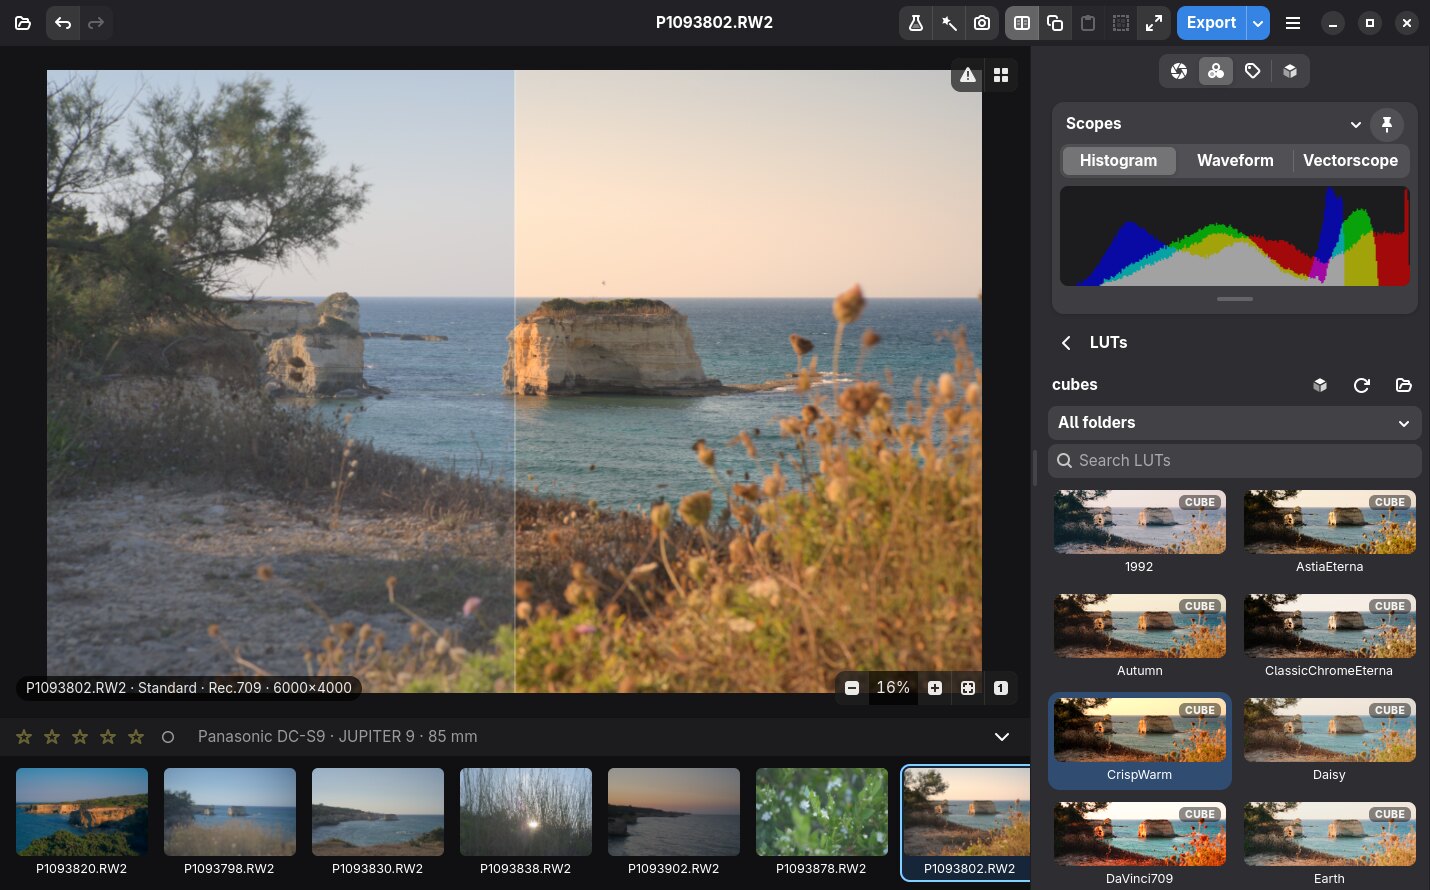 P1093802.RW2
Export
Scopes
Histogram
Waveform
Vectorscope
LUTs
cubes
All folders
Search LUTs
CUBE
CUBE
1992
AstiaEterna
CUBE
CUBE
Autumn
ClassicChromeEterna
CUBE
CUBE
CrispWarm
Daisy
CUBE
CUBE
DaVinci709
Earth
P1093802.RW2 · Standard · Rec.709 · 6000×4000
16%
1
Panasonic DC-S9 · JUPITER 9 · 85 mm
P1093820.RW2
P1093798.RW2
P1093830.RW2
P1093838.RW2
P1093902.RW2
P1093878.RW2
P1093802.RW2